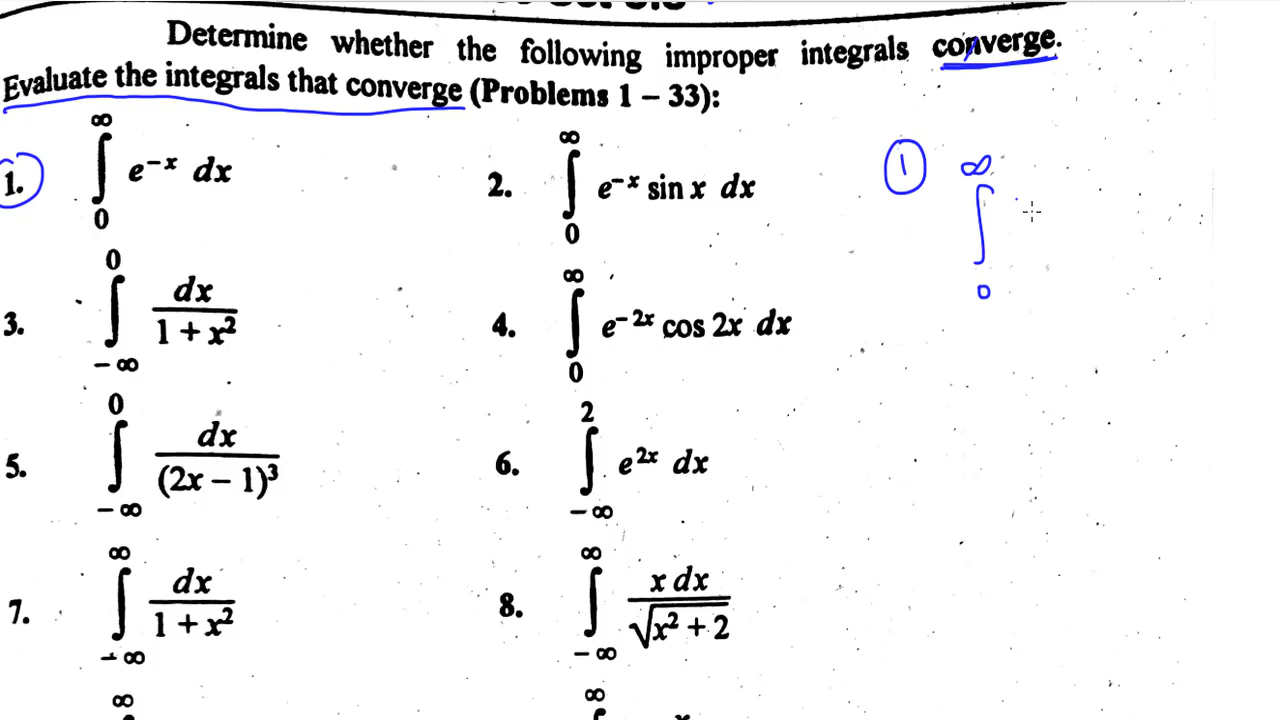 Determine whether the following improper integrals converge.
Evaluate the integrals that converge (Problems 1 – 33):
1. ∫₀^∞ e^{-x} dx
2. ∫₀^∞ e^{-x} sin x dx
① ∫₀^∞
3. ∫_{-∞}^0 dx / (1 + x²)
4. ∫₀^∞ e^{-2x} cos 2x dx
5. ∫_{-∞}^0 dx / (2x – 1)³
6. ∫_{-∞}^2 e^{2x} dx
7. ∫_{-∞}^∞ dx / (1 + x²)
8. ∫_{-∞}^∞ x dx / √(x² + 2)
∞ ∞